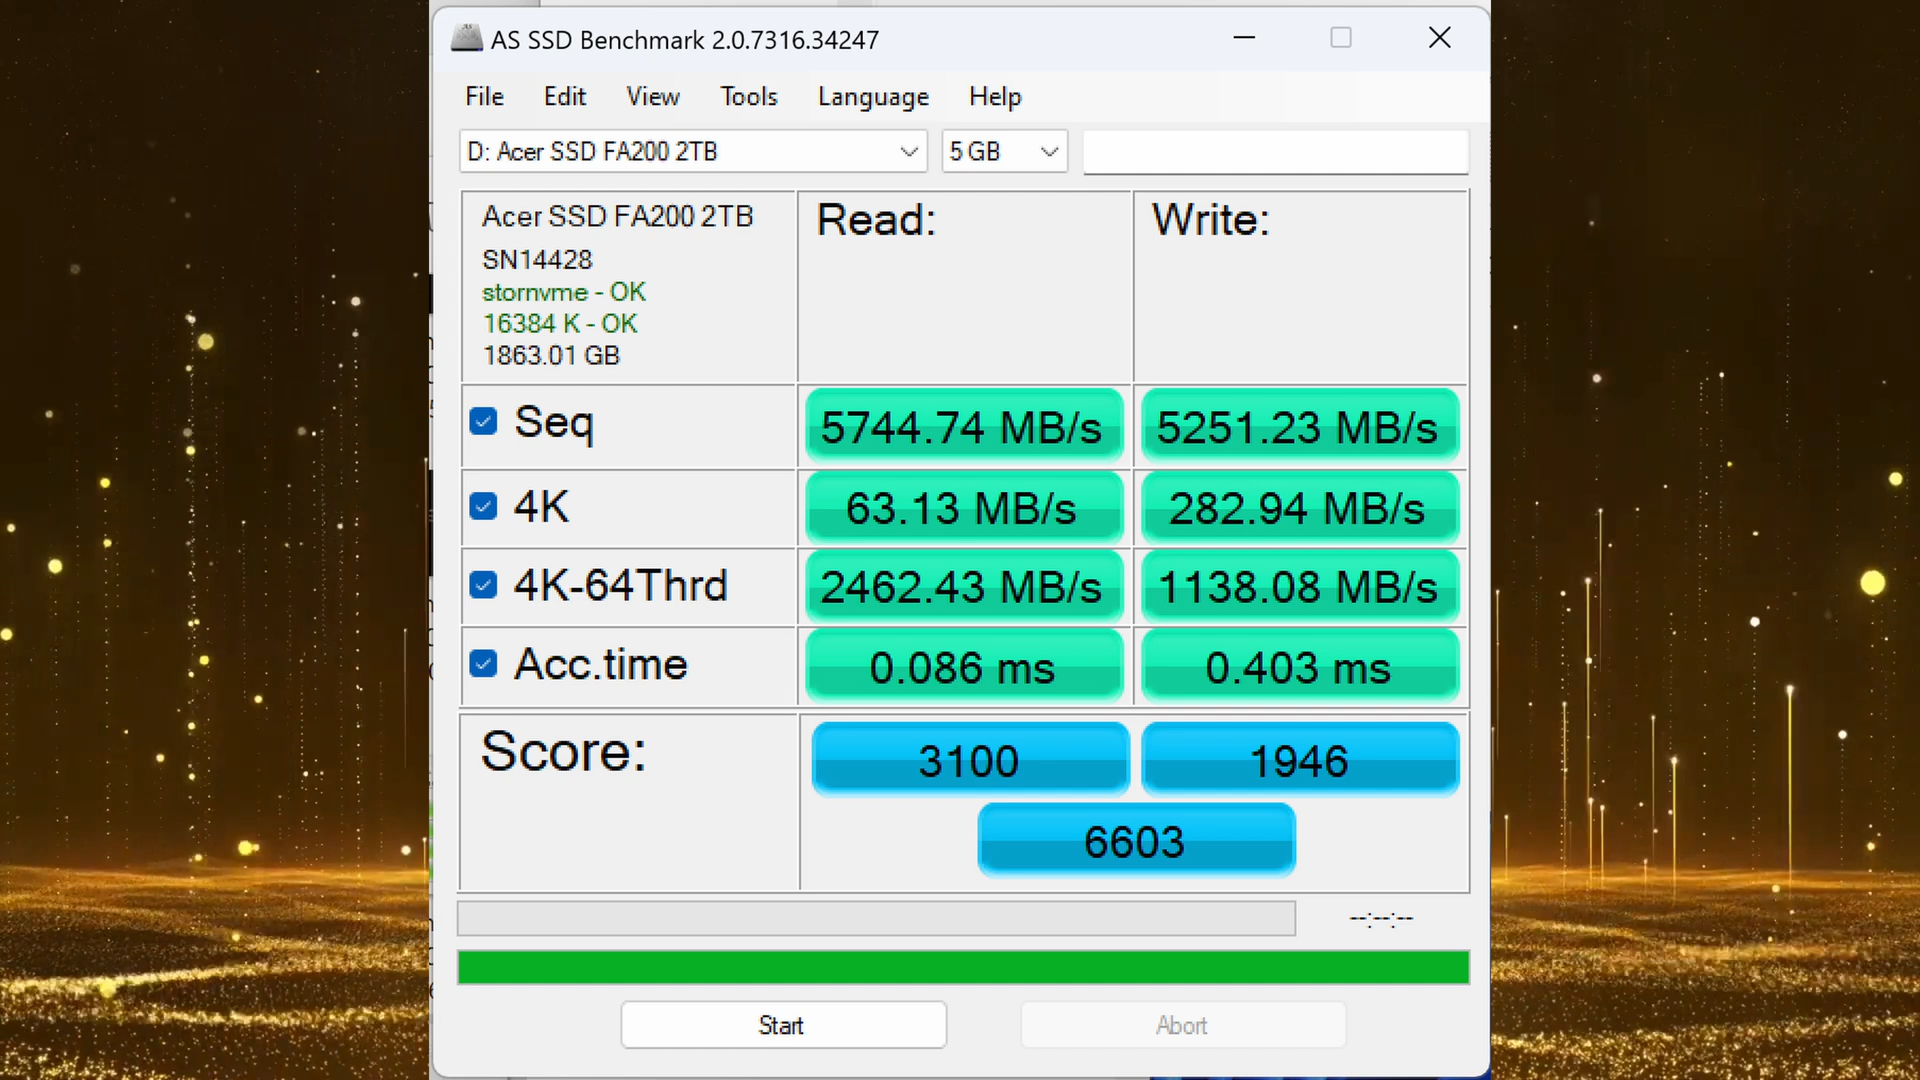 AS SSD Benchmark 2.0.7316.34247
File Edit View Tools Language Help
D: Acer SSD FA200 2TB 5 GB
Acer SSD FA200 2TB Read: Write:
SN14428
stornvme - OK
16384 K - OK
1863.01 GB
Seq 5744.74 MB/s 5251.23 MB/s
4K 63.13 MB/s 282.94 MB/s
4K-64Thrd 2462.43 MB/s 1138.08 MB/s
Acc.time 0.086 ms 0.403 ms
Score: 3100 1946
6603
--:--:--
Start Abort